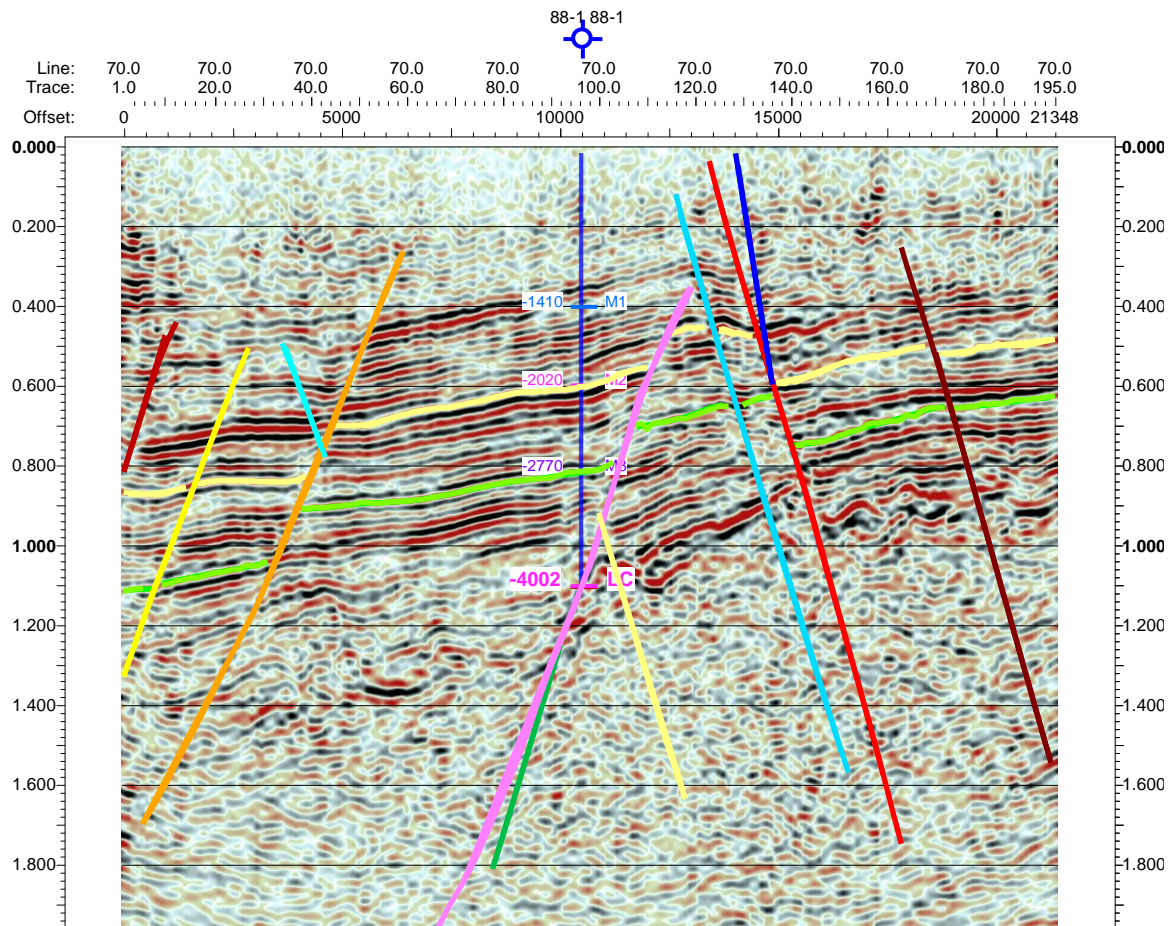 88-1 88-1
Line: 70.0 70.0 70.0 70.0 70.0 70.0 70.0 70.0 70.0 70.0 70.0
Trace: 1.0 20.0 40.0 60.0 80.0 100.0 120.0 140.0 160.0 180.0 195.0
Offset: 0 5000 10000 15000 20000 21348
0.000 0.000
0.200 0.200
0.400 -1410 M1 0.400
0.600 -2020 M2 0.600
0.800 -2770 M3 0.800
1.000 1.000
-4002 LC
1.200 1.200
1.400 1.400
1.600 1.600
1.800 1.800